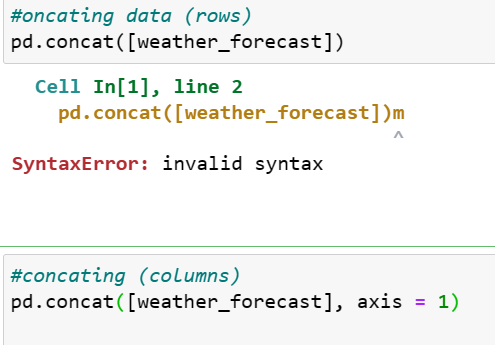 #oncating data (rows)
pd.concat([weather_forecast])
Cell In[1], line 2
pd.concat([weather_forecast])m
^
SyntaxError: invalid syntax
#concating (columns)
pd.concat([weather_forecast], axis = 1)